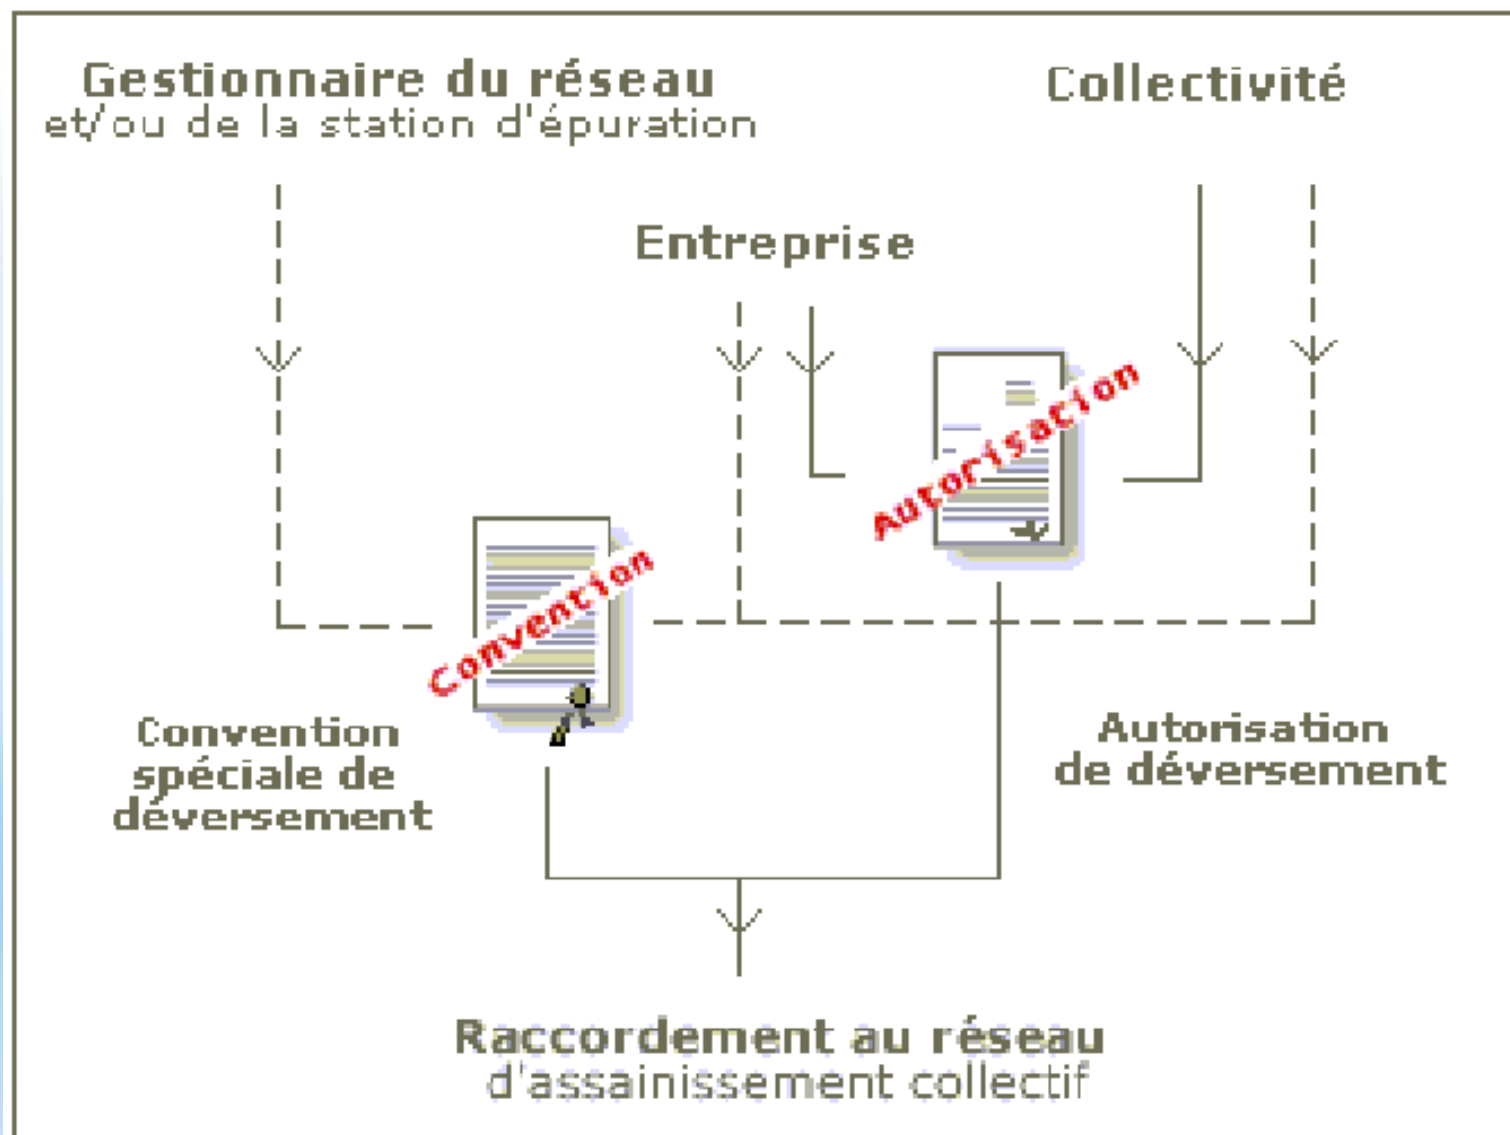 Gestionnaire du réseau
et/ou de la station d'épuration
Collectivité
Entreprise
Autorisation
Convention
Convention
spéciale de
déversement
Autorisation
de déversement
Raccordement au réseau
d'assainissement collectif